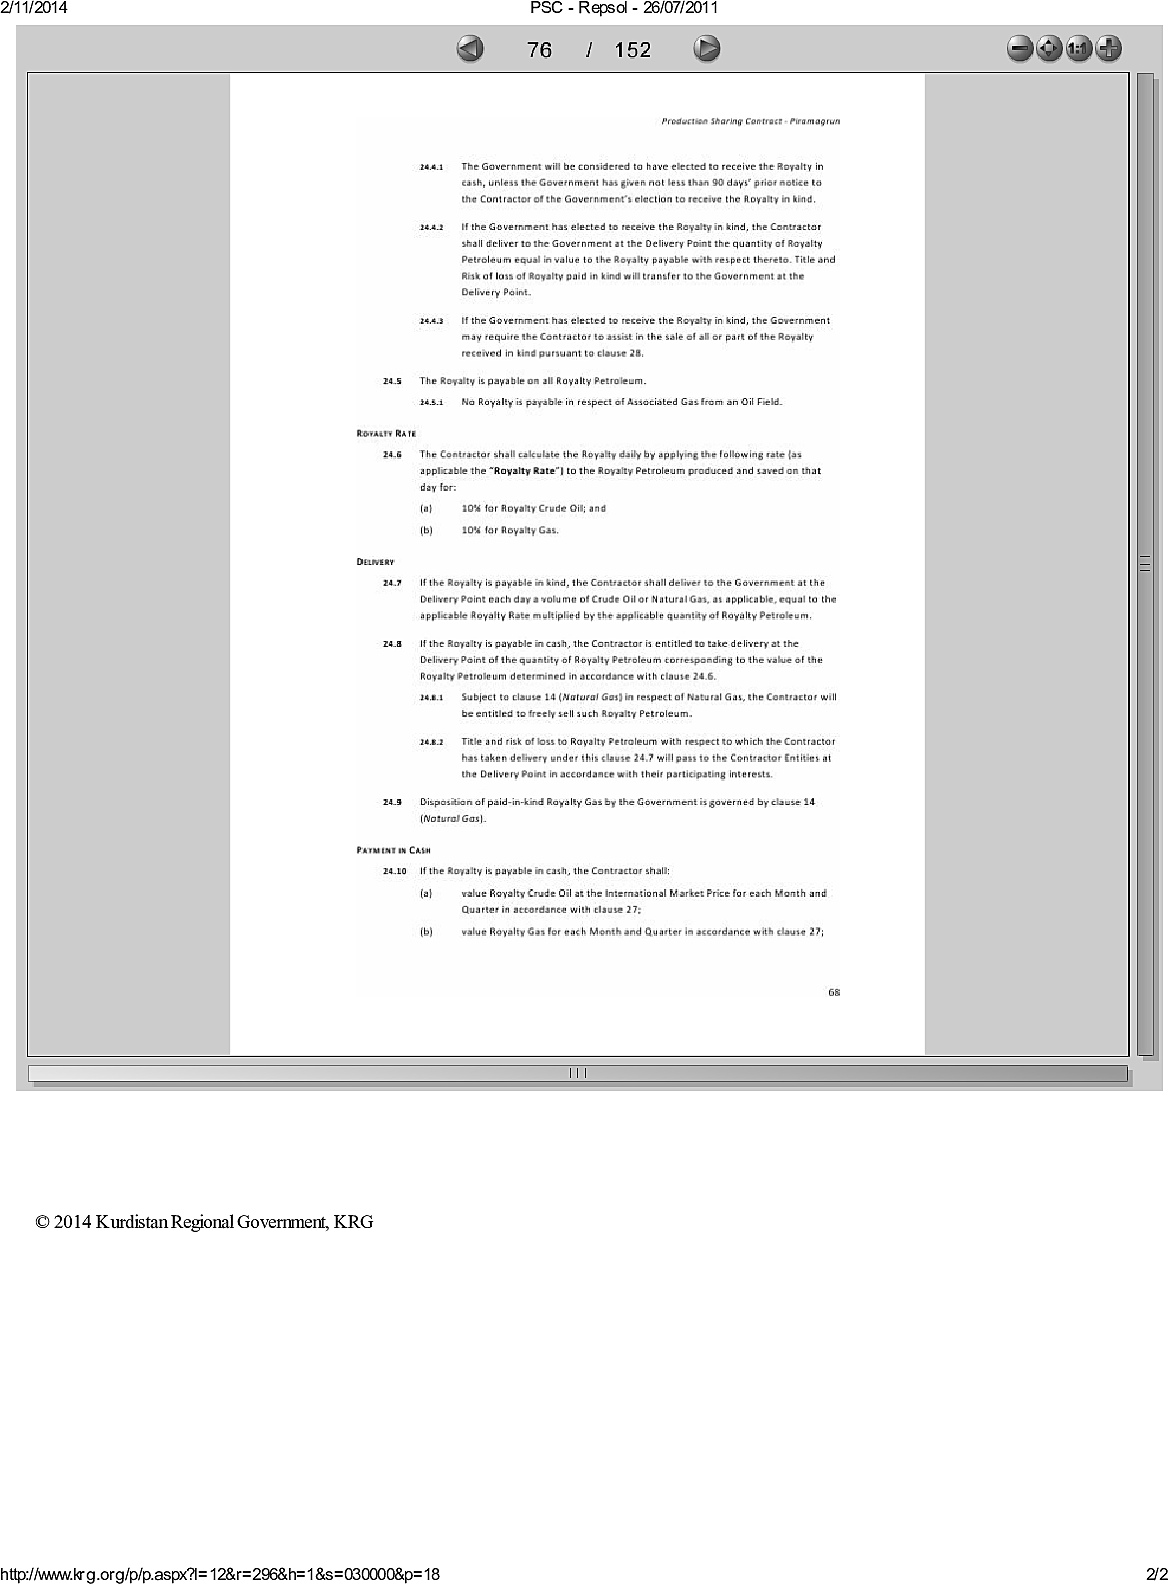 2/11/2014
PSC - Repsol - 26/07/2011
76 / 152
1:1
Production Sharing Contract - Piramagrun
24.4.1 The Government will be considered to have elected to receive the Royalty in
cash, unless the Government has given not less than 90 days' prior notice to
the Contractor of the Government's election to receive the Royalty in kind.
24.4.2 If the Government has elected to receive the Royalty in kind, the Contractor
shall deliver to the Government at the Delivery Point the quantity of Royalty
Petroleum equal in value to the Royalty payable with respect thereto. Title and
Risk of loss of Royalty paid in kind will transfer to the Government at the
Delivery Point.
24.4.3 If the Government has elected to receive the Royalty in kind, the Government
may require the Contractor to assist in the sale of all or part of the Royalty
received in kind pursuant to clause 28.
24.5 The Royalty is payable on all Royalty Petroleum.
24.5.1 No Royalty is payable in respect of Associated Gas from an Oil Field.
ROYALTY RATE
24.6 The Contractor shall calculate the Royalty daily by applying the following rate (as
applicable the "Royalty Rate") to the Royalty Petroleum produced and saved on that
day for:
(a) 10% for Royalty Crude Oil; and
(b) 10% for Royalty Gas.
DELIVERY
24.7 If the Royalty is payable in kind, the Contractor shall deliver to the Government at the
Delivery Point each day a volume of Crude Oil or Natural Gas, as applicable, equal to the
applicable Royalty Rate multiplied by the applicable quantity of Royalty Petroleum.
24.8 If the Royalty is payable in cash, the Contractor is entitled to take delivery at the
Delivery Point of the quantity of Royalty Petroleum corresponding to the value of the
Royalty Petroleum determined in accordance with clause 24.6.
24.8.1 Subject to clause 14 (Natural Gas) in respect of Natural Gas, the Contractor will
be entitled to freely sell such Royalty Petroleum.
24.8.2 Title and risk of loss to Royalty Petroleum with respect to which the Contractor
has taken delivery under this clause 24.7 will pass to the Contractor Entities at
the Delivery Point in accordance with their participating interests.
24.9 Disposition of paid-in-kind Royalty Gas by the Government is governed by clause 14
(Natural Gas).
PAYMENT IN CASH
24.10 If the Royalty is payable in cash, the Contractor shall:
(a) value Royalty Crude Oil at the International Market Price for each Month and
Quarter in accordance with clause 27;
(b) value Royalty Gas for each Month and Quarter in accordance with clause 27;
68
© 2014 Kurdistan Regional Government, KRG
http://www.krg.org/p/p.aspx?l=12&r=296&h=1&s=030000&p=18
2/2